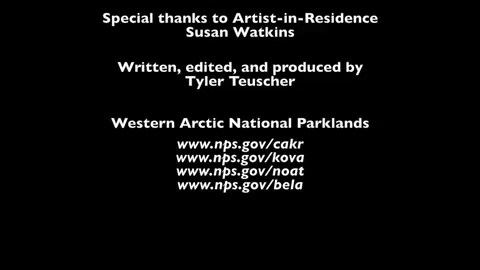 Special thanks to Artist-in-Residence
Susan Watkins
Written, edited, and produced by
Tyler Teuscher
Western Arctic National Parklands
www.nps.gov/cakr
www.nps.gov/kova
www.nps.gov/noat
www.nps.gov/bela